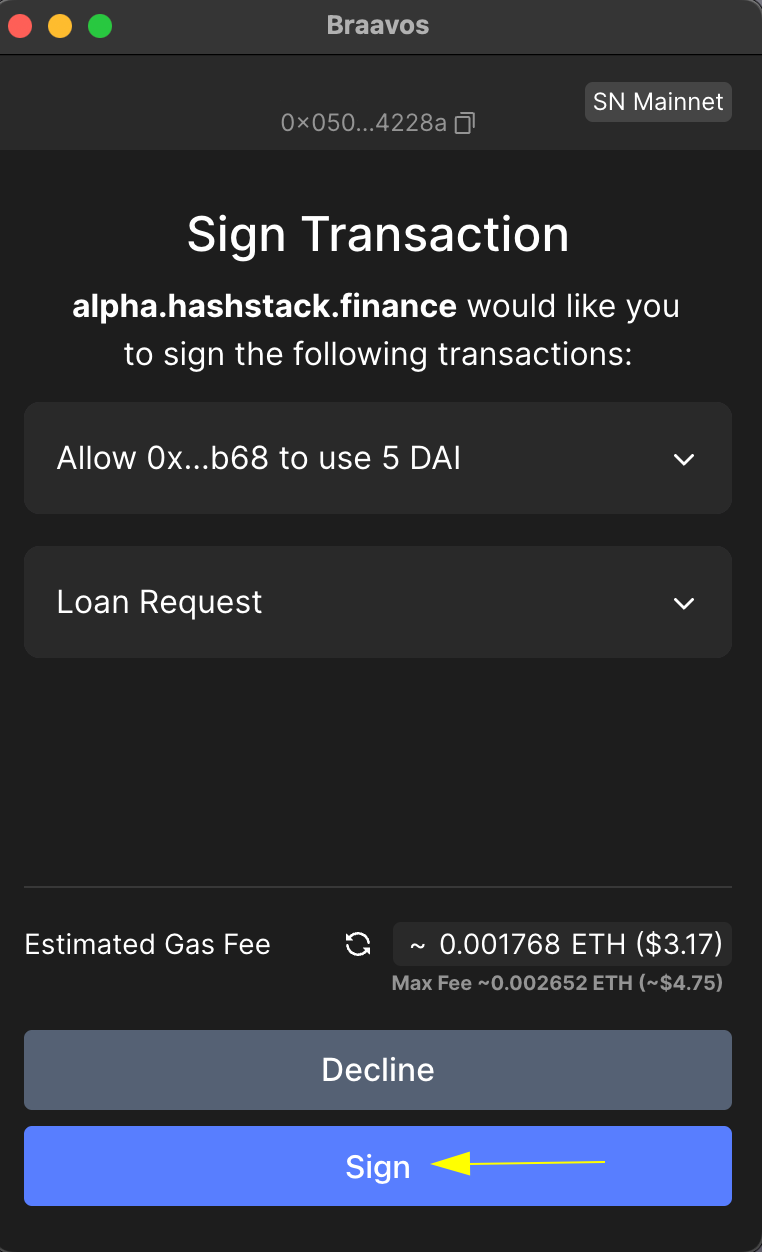 Braavos
SN Mainnet
0×050...4228a
Sign Transaction
alpha.hashstack.finance would like you
to sign the following transactions:
Allow 0x...b68 to use 5 DAI
Loan Request
Estimated Gas Fee
~ 0.001768 ETH ($3.17)
Max Fee ~0.002652 ETH (~$4.75)
Decline
Sign